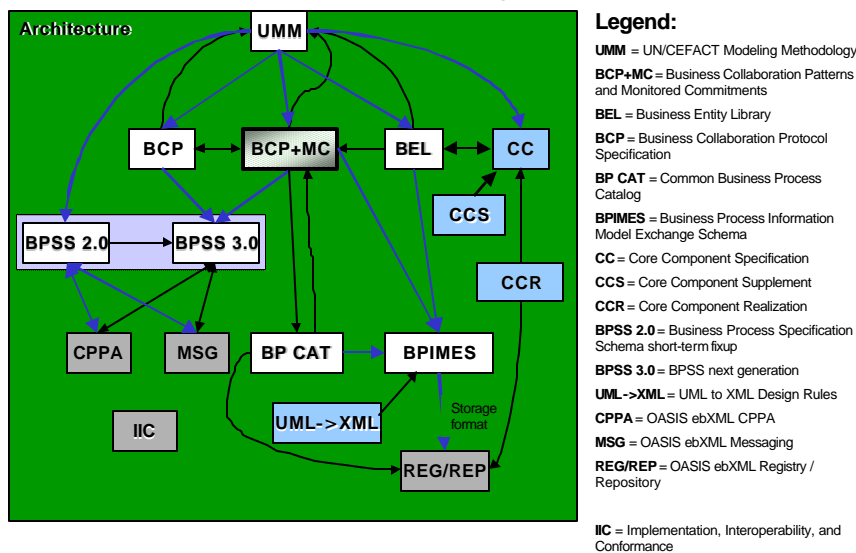 Architecture
UMM
BCP
BCP+MC
BEL
CC
CCS
BPSS 2.0
BPSS 3.0
CCR
CPPA
MSG
BP CAT
BPIMES
IIC
UML->XML
Storage
format
REG/REP
Legend:
UMM = UN/CEFACT Modeling Methodology
BCP+MC = Business Collaboration Patterns
and Monitored Commitments
BEL = Business Entity Library
BCP = Business Collaboration Protocol
Specification
BP CAT = Common Business Process
Catalog
BPIMES = Business Process Information
Model Exchange Schema
CC = Core Component Specification
CCS = Core Component Supplement
CCR = Core Component Realization
BPSS 2.0 = Business Process Specification
Schema short-term fixup
BPSS 3.0 = BPSS next generation
UML->XML = UML to XML Design Rules
CPPA = OASIS ebXML CPPA
MSG = OASIS ebXML Messaging
REG/REP = OASIS ebXML Registry /
Repository
IIC = Implementation, Interoperability, and
Conformance